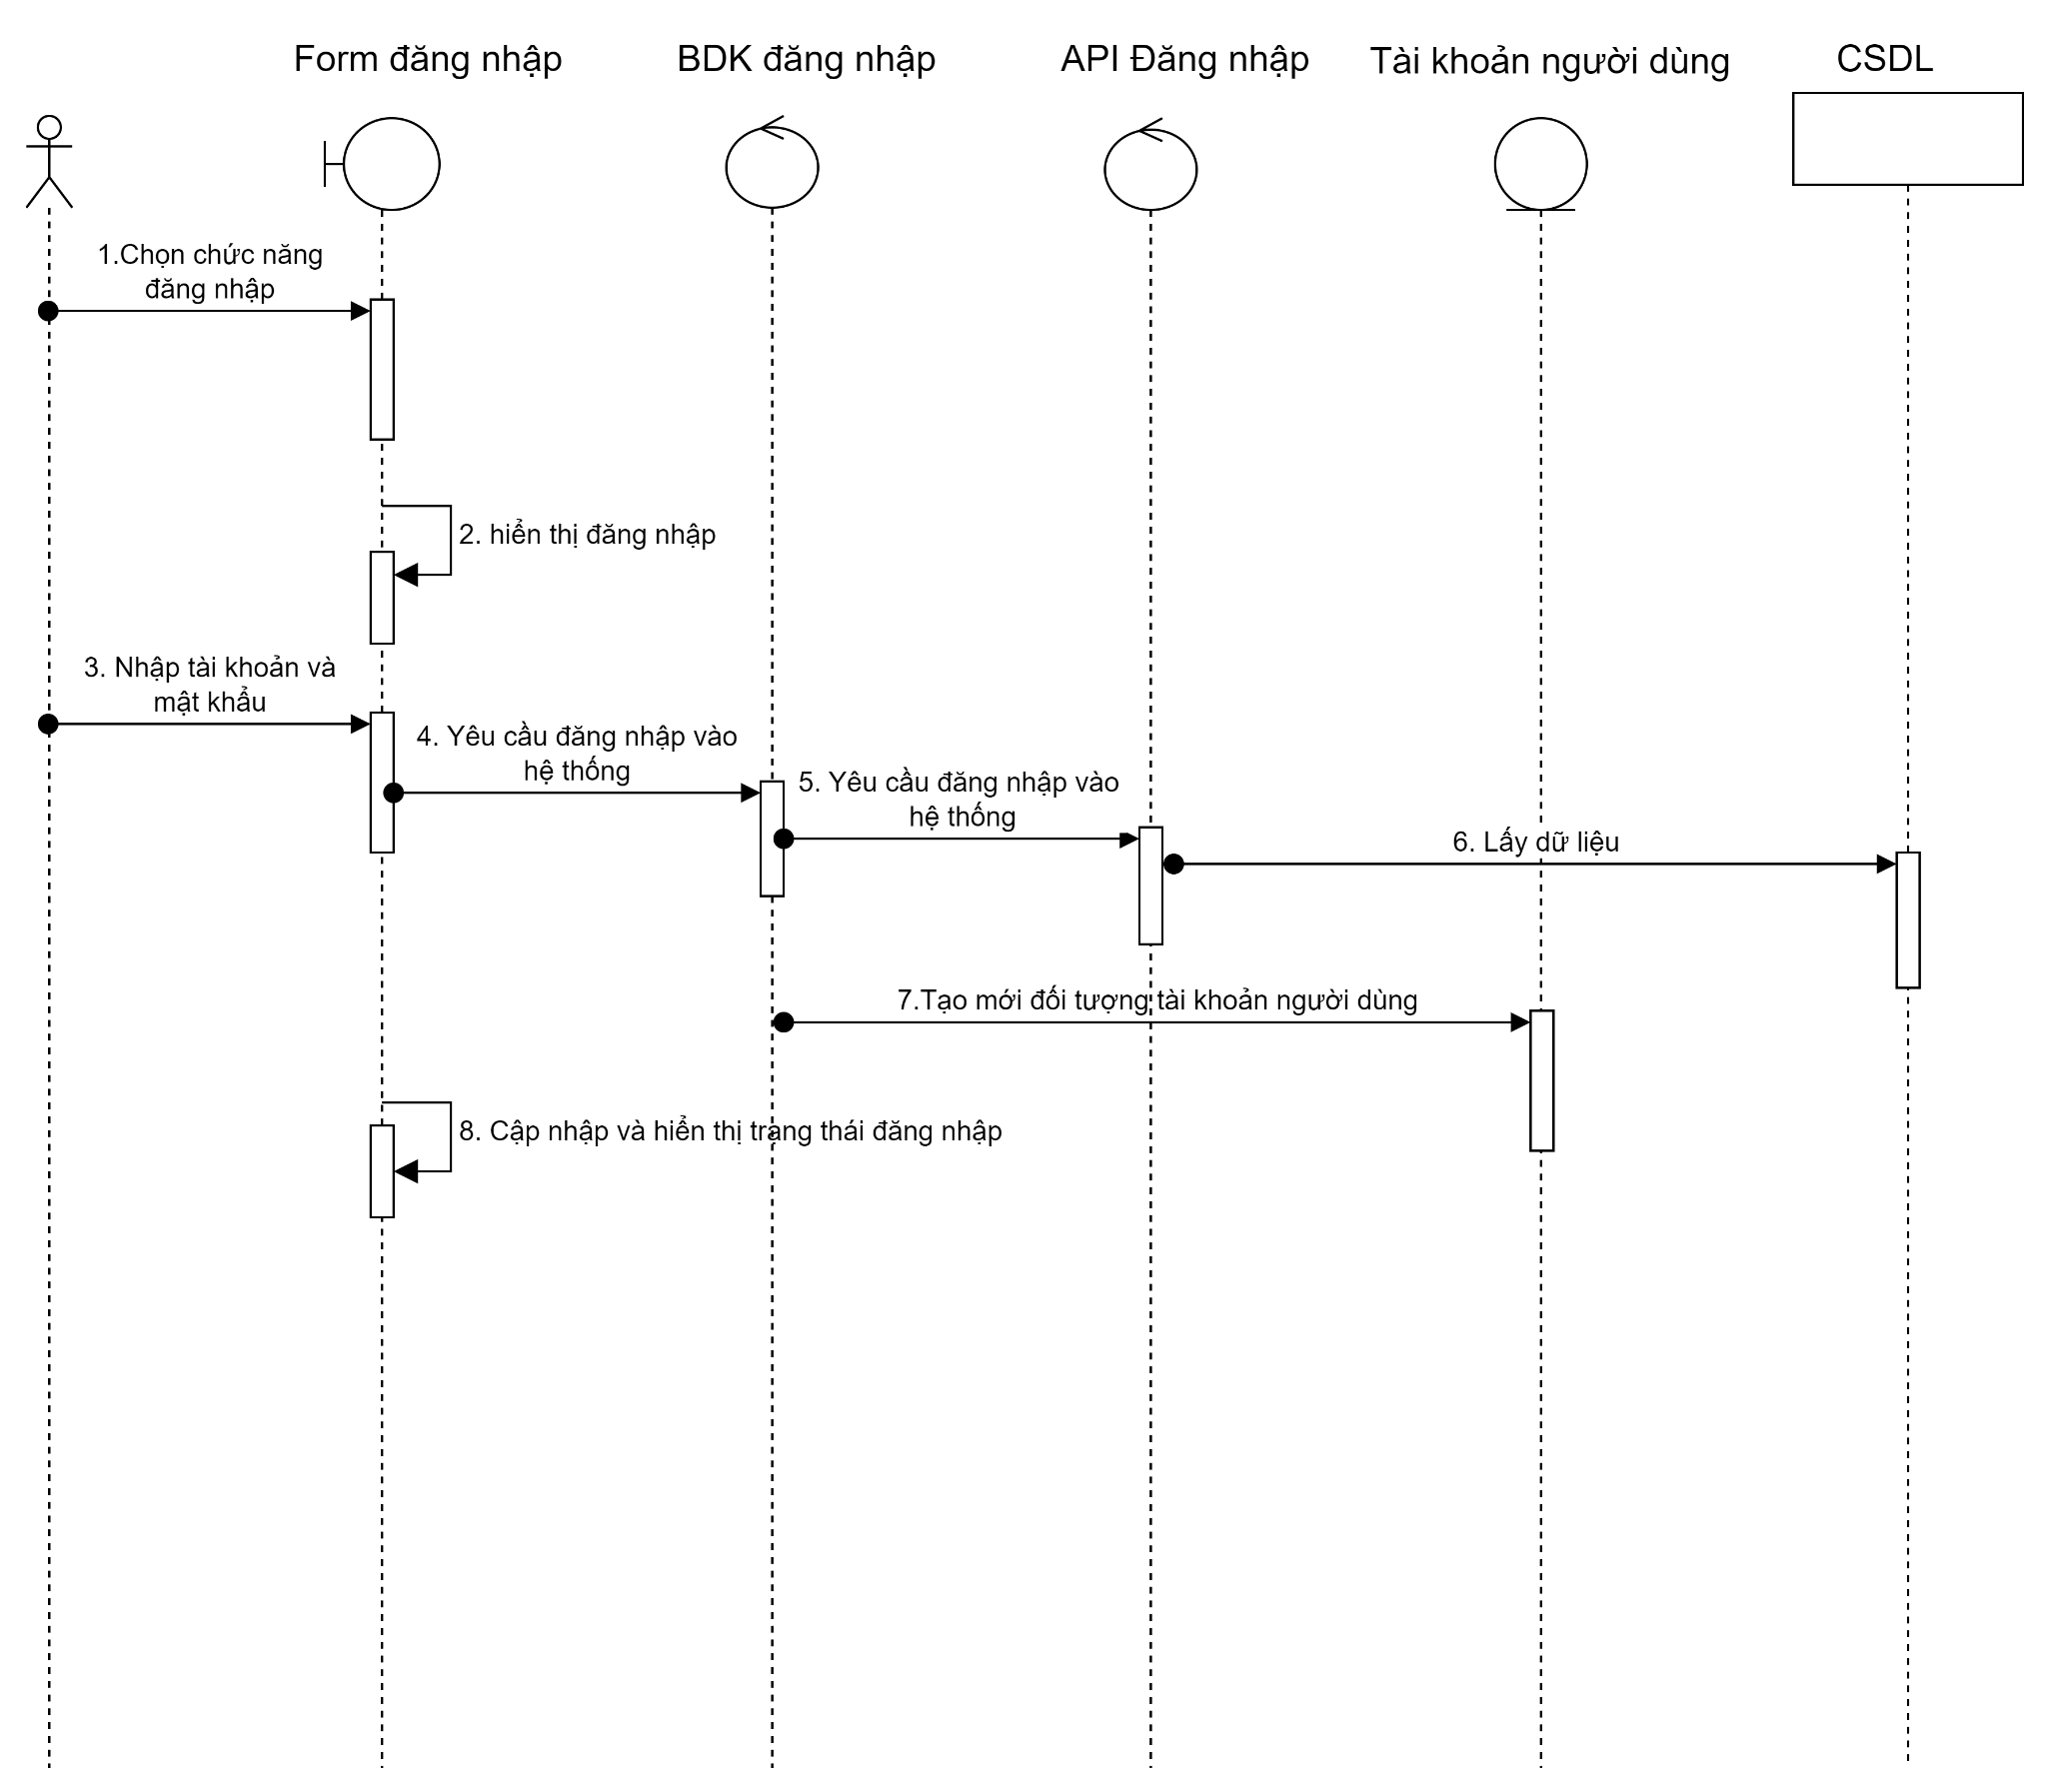 Form đăng nhập
BDK đăng nhập
API Đăng nhập
Tài khoản người dùng
CSDL
1.Chọn chức năng
đăng nhập
2. hiển thị đăng nhập
3. Nhập tài khoản và
mật khẩu
4. Yêu cầu đăng nhập vào
hệ thống
5. Yêu cầu đăng nhập vào
hệ thống
6. Lấy dữ liệu
7.Tạo mới đối tượng tài khoản người dùng
8. Cập nhập và hiển thị trạng thái đăng nhập